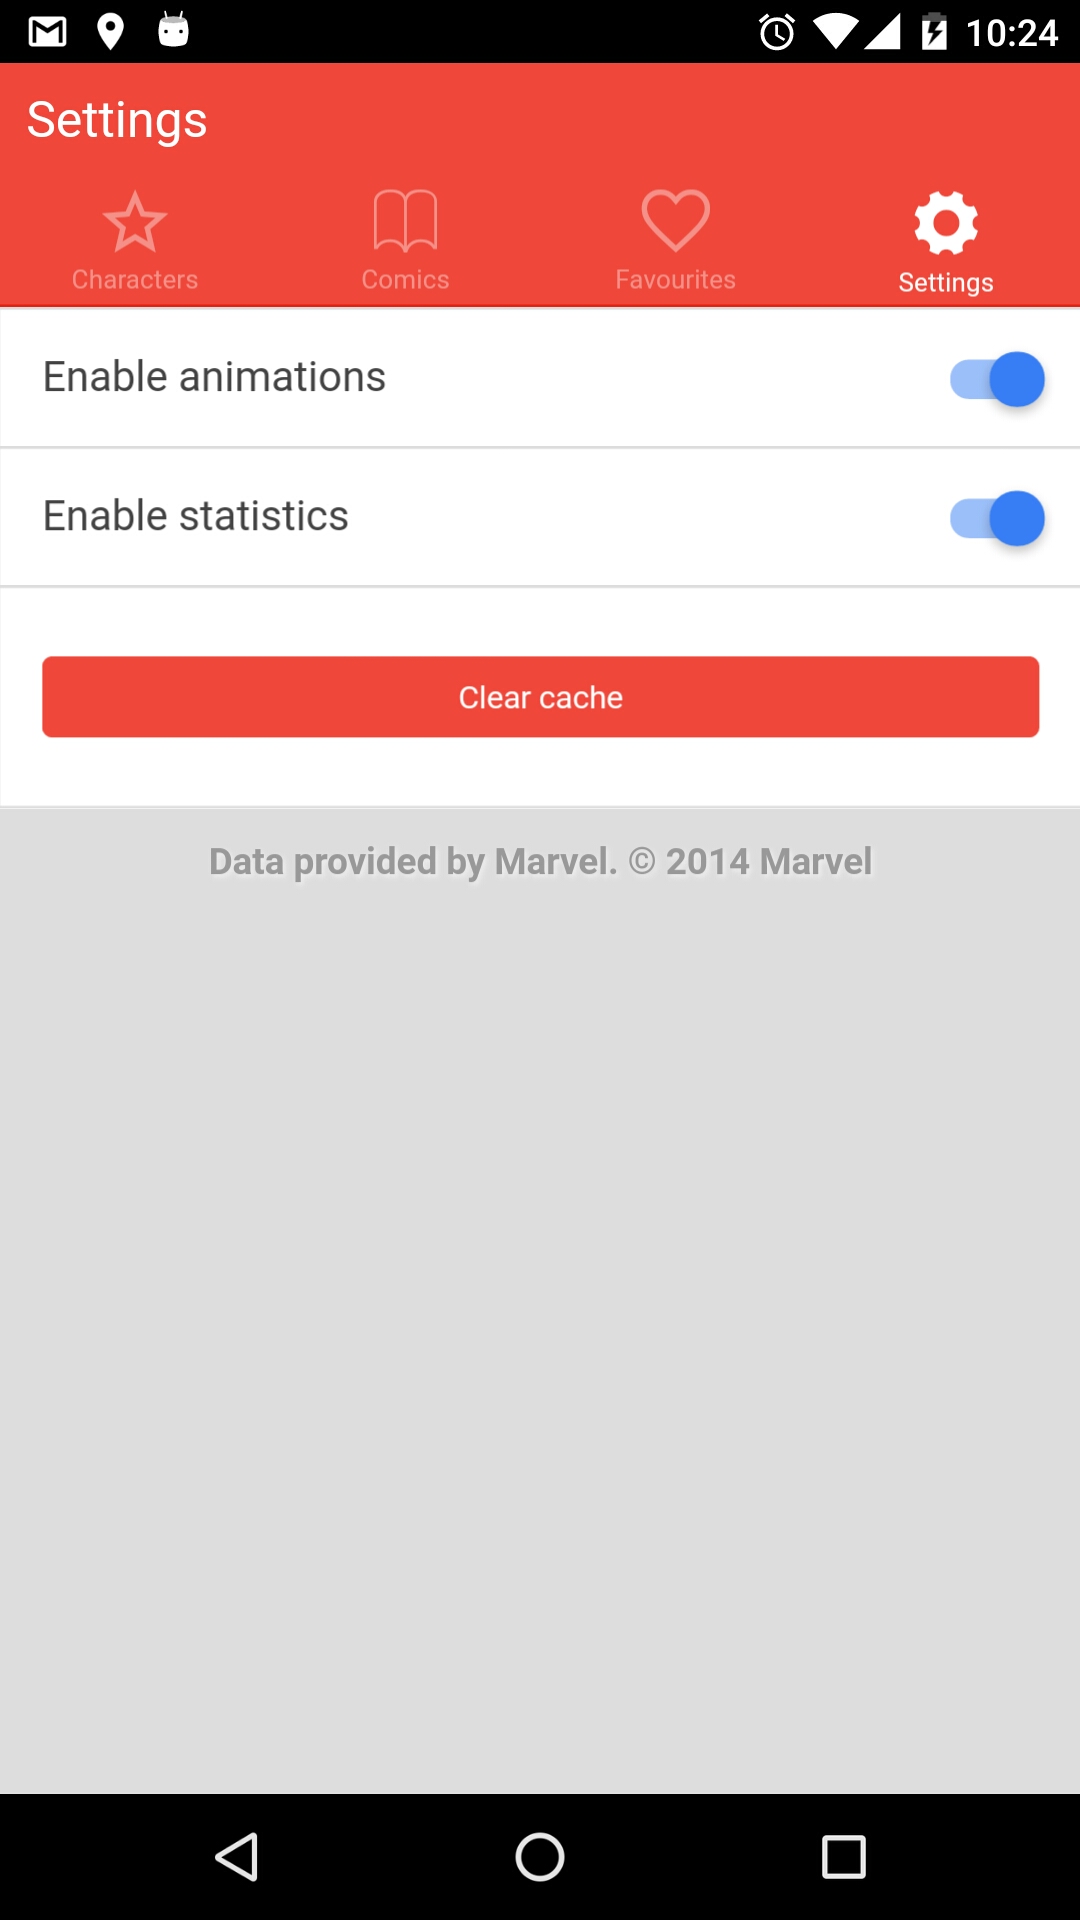 10:24
Settings
Characters Comics Favourites Settings
Enable animations
Enable statistics
Clear cache
Data provided by Marvel. © 2014 Marvel